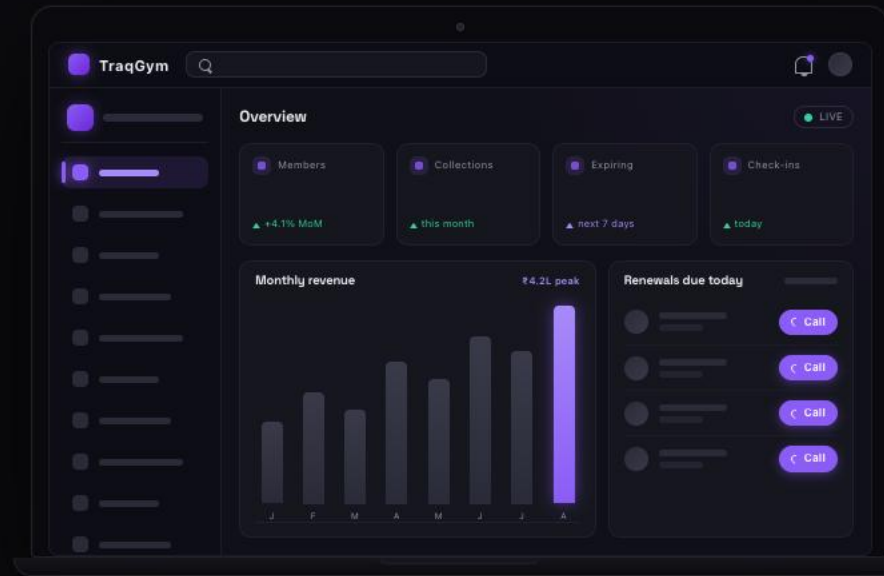 TraqGym
Overview
LIVE
Members
Collections
Expiring
Check-ins
+4.1% MoM
this month
next 7 days
today
Monthly revenue
₹4.2L peak
Renewals due today
Call
Call
Call
Call
J F M A M J J A